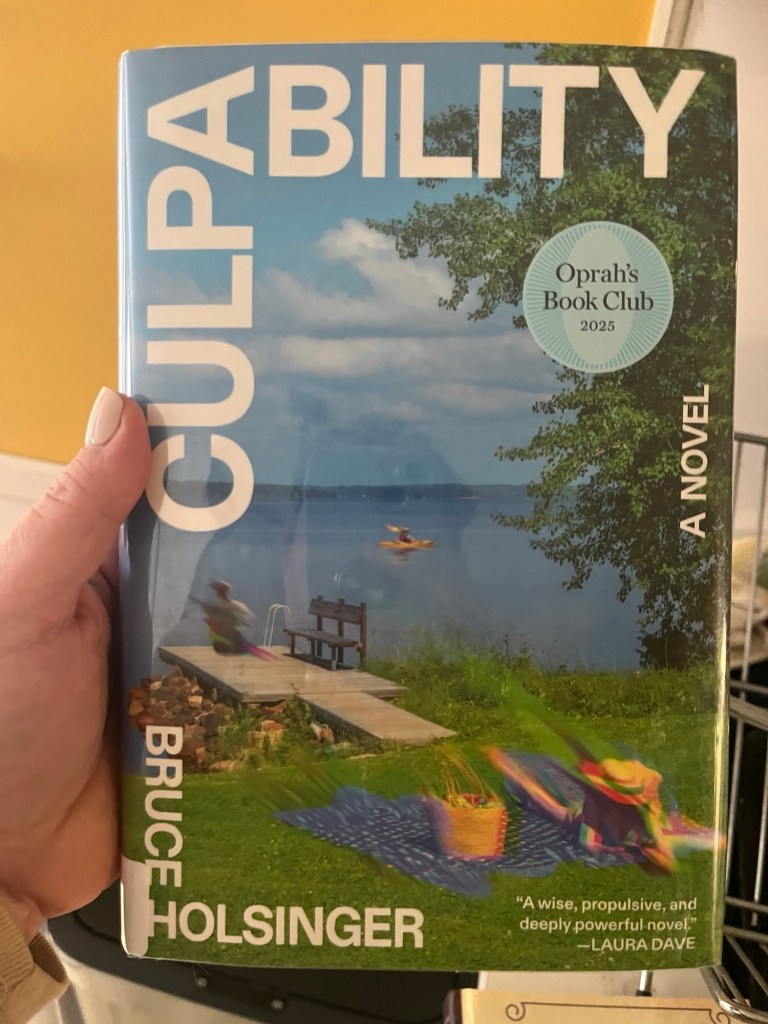 CULPABILITY
Oprah's
Book Club
2025
A NOVEL
BRUCE
HOLSINGER
"A wise, propulsive, and
deeply powerful novel."
—LAURA DAVE